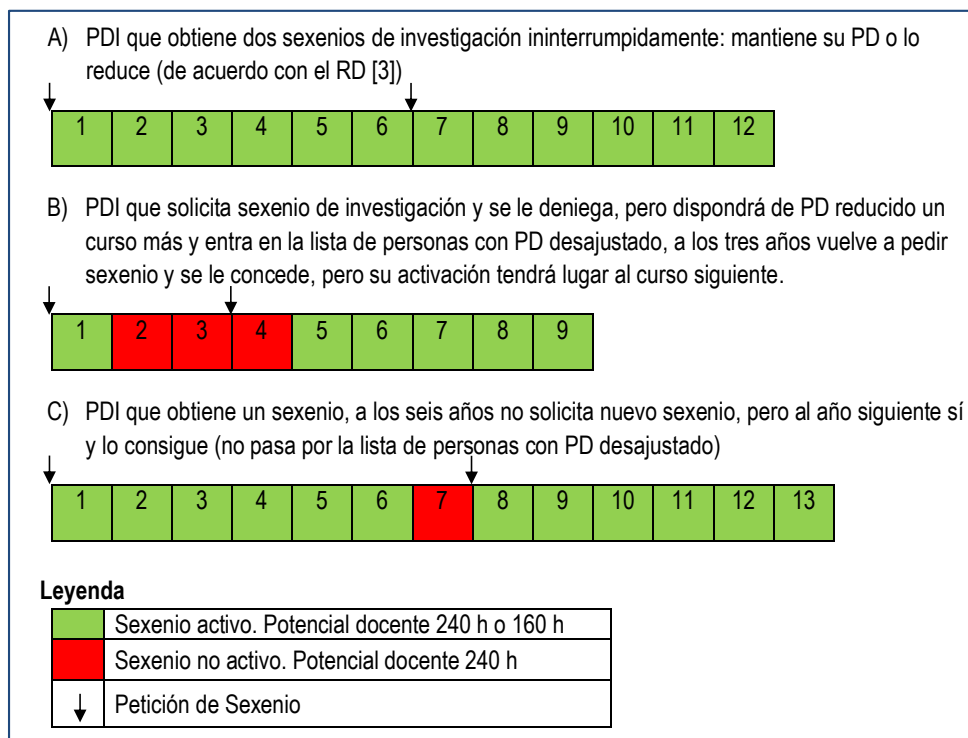 A) PDI que obtiene dos sexenios de investigación ininterrumpidamente: mantiene su PD o lo
reduce (de acuerdo con el RD [3])
1 2 3 4 5 6 7 8 9 10 11 12
B) PDI que solicita sexenio de investigación y se le deniega, pero dispondrá de PD reducido un
curso más y entra en la lista de personas con PD desajustado, a los tres años vuelve a pedir
sexenio y se le concede, pero su activación tendrá lugar al curso siguiente.
1 2 3 4 5 6 7 8 9
C) PDI que obtiene un sexenio, a los seis años no solicita nuevo sexenio, pero al año siguiente sí
y lo consigue (no pasa por la lista de personas con PD desajustado)
1 2 3 4 5 6 7 8 9 10 11 12 13
Leyenda
Sexenio activo. Potencial docente 240 h o 160 h
Sexenio no activo. Potencial docente 240 h
Petición de Sexenio